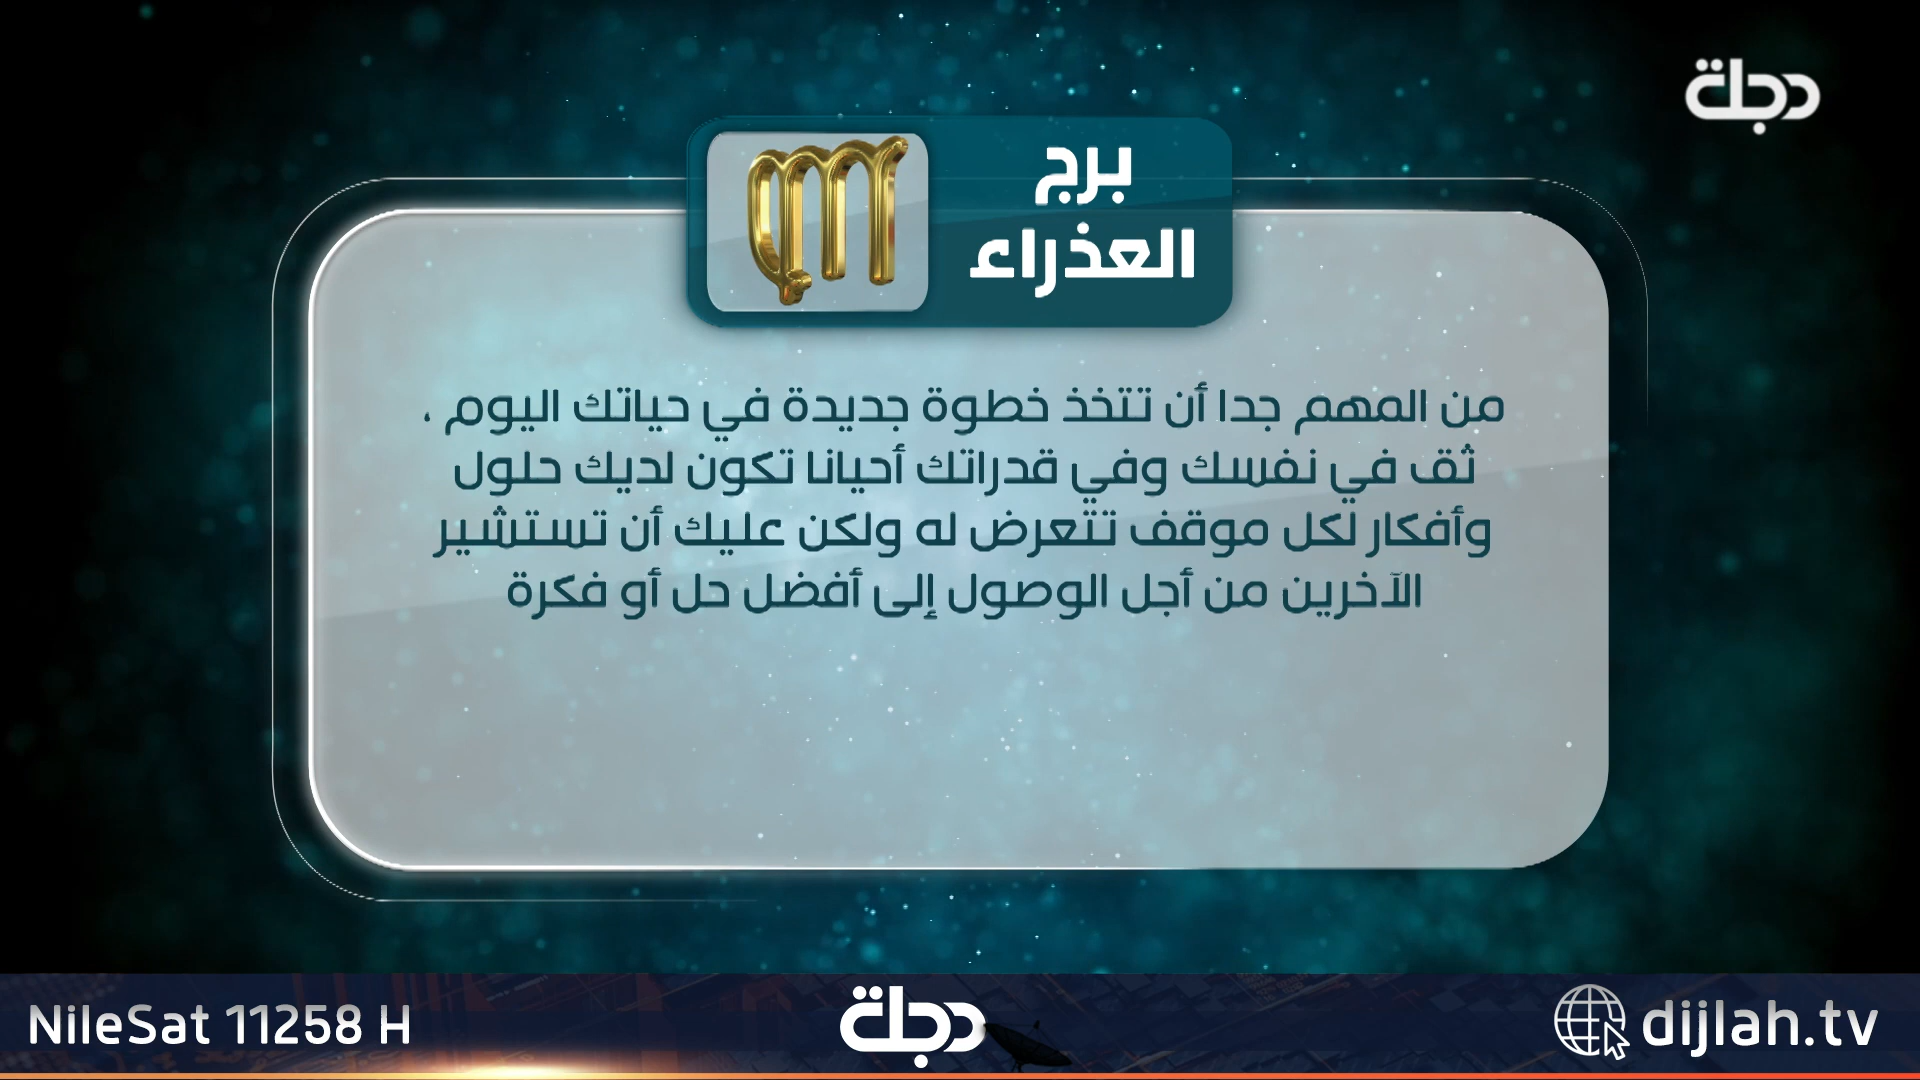 دجلة
برج
العذراء
من المهم جدا أن تتخذ خطوة جديدة في حياتك اليوم ،
ثق في نفسك وفي قدراتك أحيانا تكون لديك حلول
وأفكار لكل موقف تتعرض له ولكن عليك أن تستشير
الآخرين من أجل الوصول إلى أفضل حل أو فكرة
NileSat 11258 H
دجلة
dijlah.tv